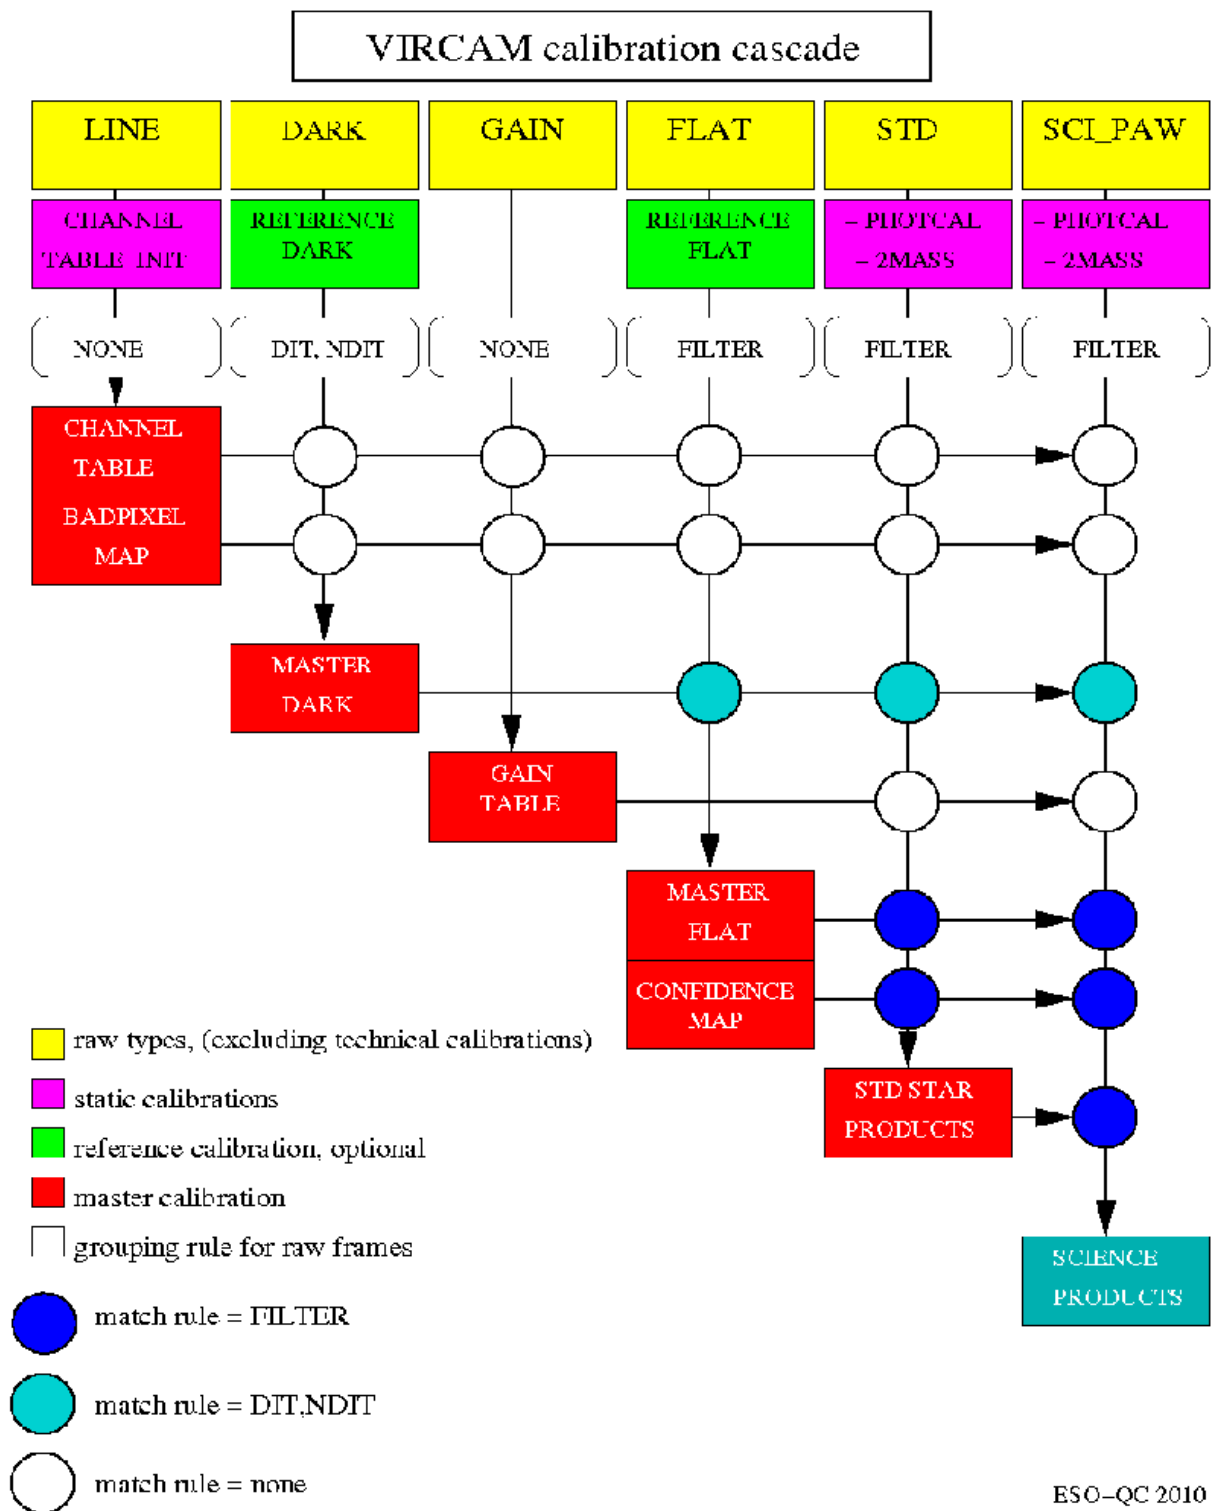 VIRCAM calibration cascade
LINE DARK GAIN FLAT STD SCI_PAW
CHANNEL
TABLE_INIT
REFERENCE
DARK
REFERENCE
FLAT
– PHOTCAL
– 2MASS
– PHOTCAL
– 2MASS
NONE DIT, NDIT NONE FILTER FILTER FILTER
CHANNEL
TABLE
BADPIXEL
MAP
MASTER
DARK
GAIN
TABLE
MASTER
FLAT
CONFIDENCE
MAP
STD STAR
PRODUCTS
SCIENCE
PRODUCTS
raw types, (excluding technical calibrations)
static calibrations
reference calibration, optional
master calibration
grouping rule for raw frames
match rule = FILTER
match rule = DIT,NDIT
match rule = none
ESO–QC 2010